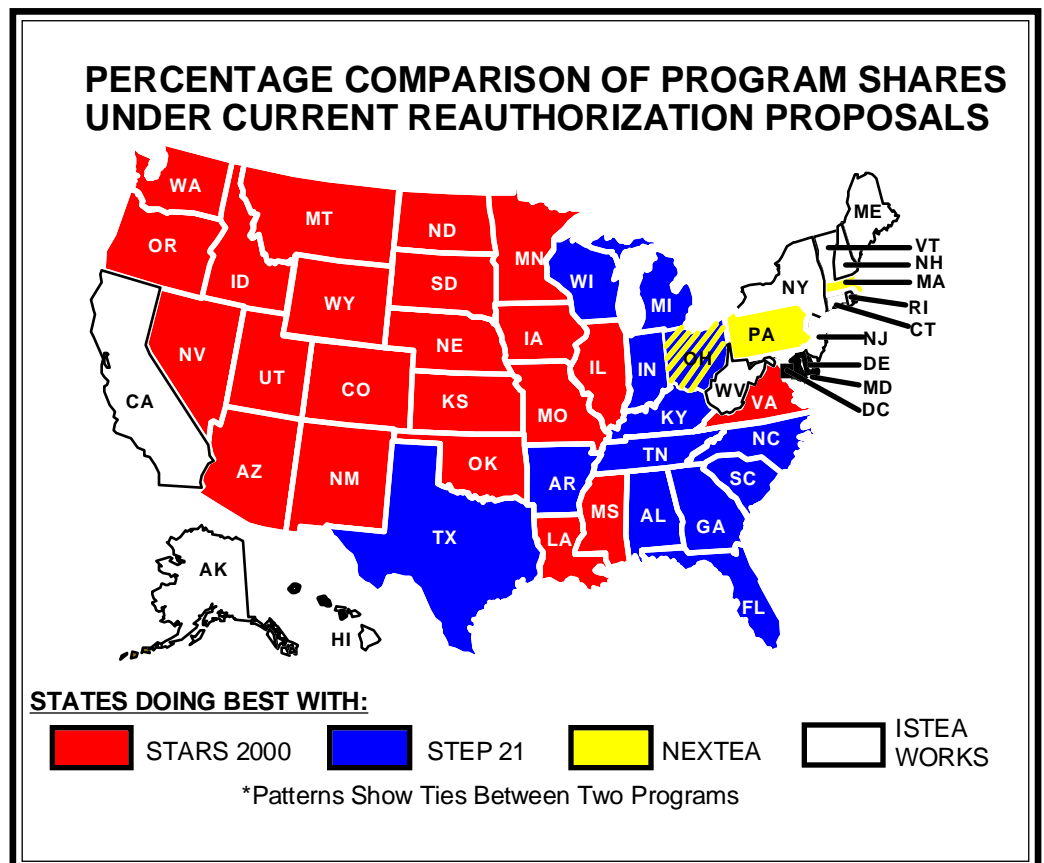 PERCENTAGE COMPARISON OF PROGRAM SHARES
UNDER CURRENT REAUTHORIZATION PROPOSALS
WA
MT
ND
MN
OR
ID
SD
WY
WI
MI
ME
VT
NH
MA
NY
RI
CT
NJ
DE
MD
DC
PA
NV
UT
CO
NE
IA
IL
IN
OH
WV
VA
CA
KS
MO
KY
NC
AZ
NM
OK
AR
TN
SC
TX
LA
MS
AL
GA
FL
AK
HI
STATES DOING BEST WITH:
STARS 2000
STEP 21
NEXTEA
ISTEA
WORKS
*Patterns Show Ties Between Two Programs